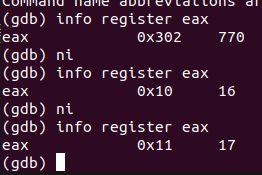 Command name abbreviations ar
(gdb) info register eax
eax            0x302    770
(gdb) ni
(gdb) info register eax
eax            0x10     16
(gdb) ni
(gdb) info register eax
eax            0x11     17
(gdb)